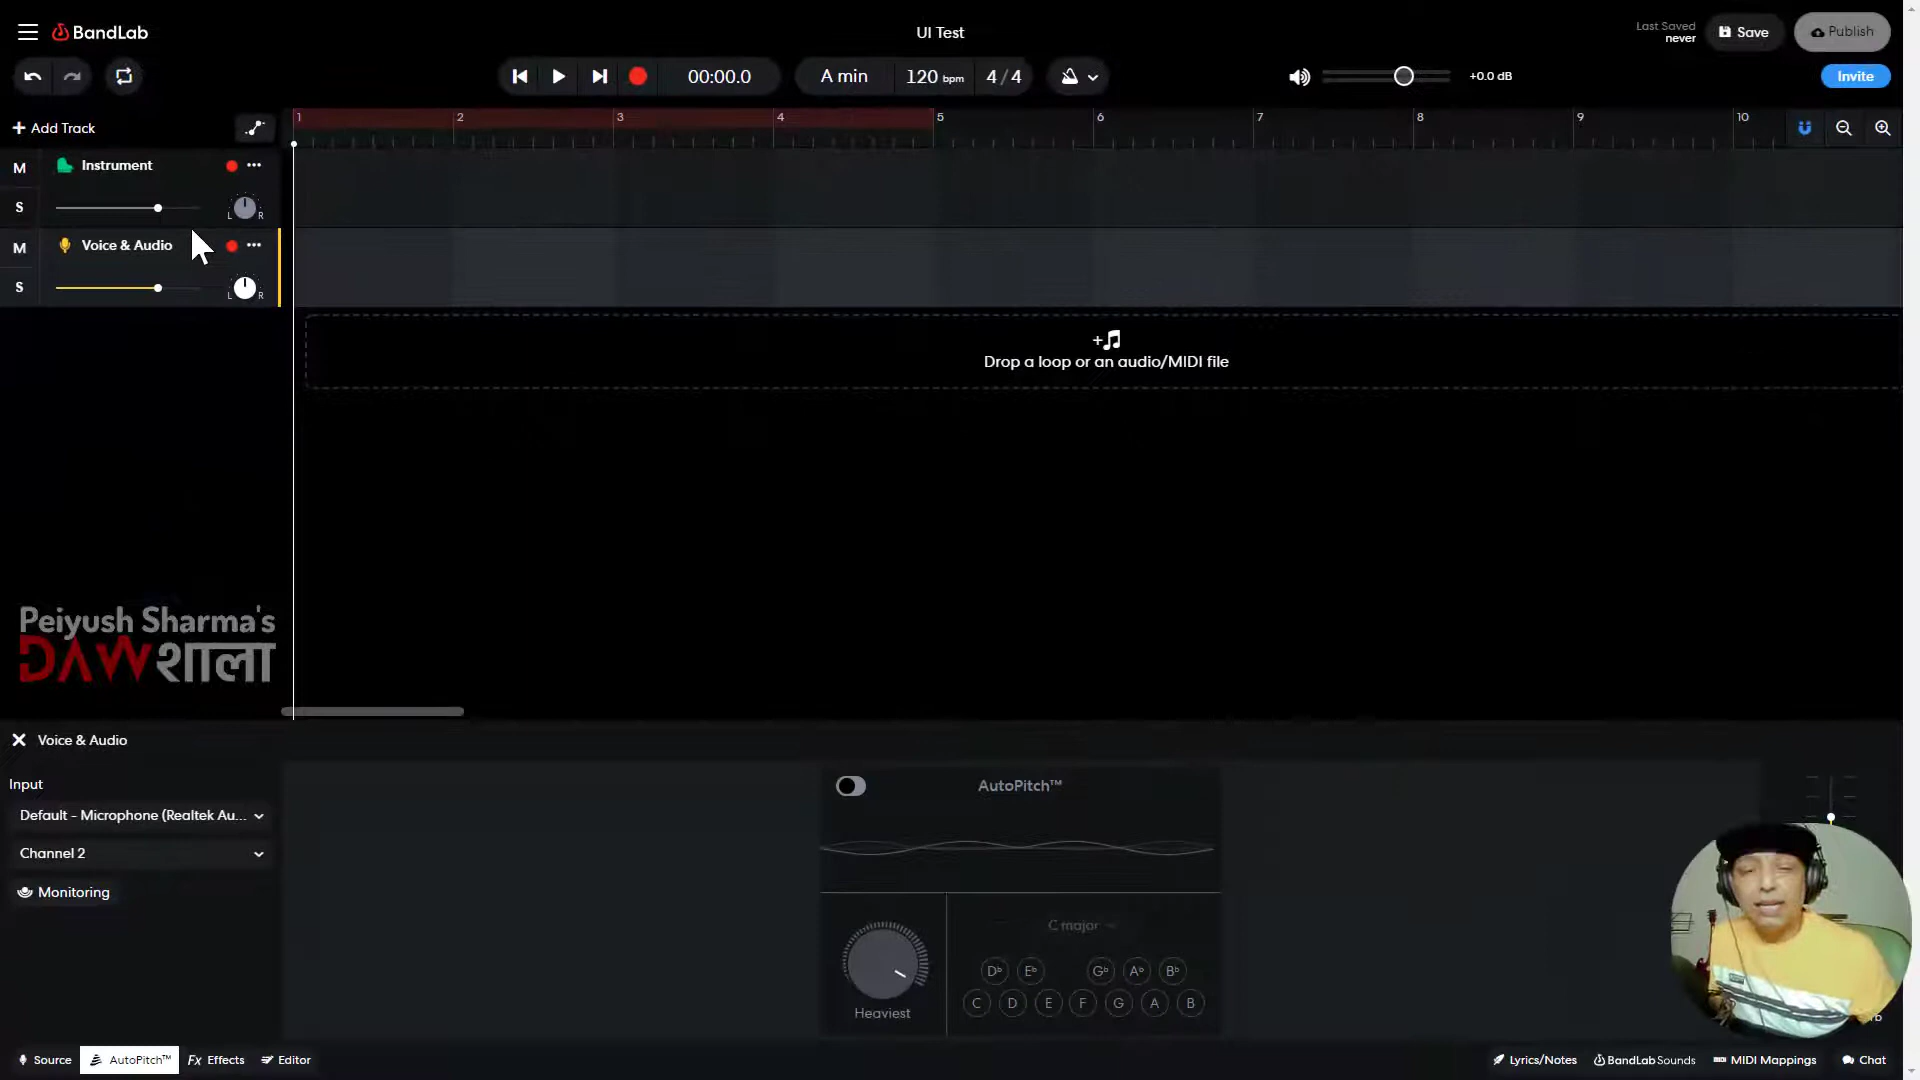 BandLab
UI Test
Last Saved
never
Save
Publish
00:00.0
A min
120 bpm
4/4
+0.0 dB
Invite
+ Add Track
1 2 3 4 5 6 7 8 9 10
M
Instrument
S
L R
M
Voice & Audio
S
L R
Drop a loop or an audio/MIDI file
Peiyush Sharma's
DAWशाला
Voice & Audio
Input
Default - Microphone (Realtek Au...
Channel 2
Monitoring
AutoPitch™
Heaviest
C major
D♭ E♭ G♭ A♭ B♭
C D E F G A B
Source
AutoPitch™
Fx Effects
Editor
Lyrics/Notes
BandLab Sounds
MIDI Mappings
Chat